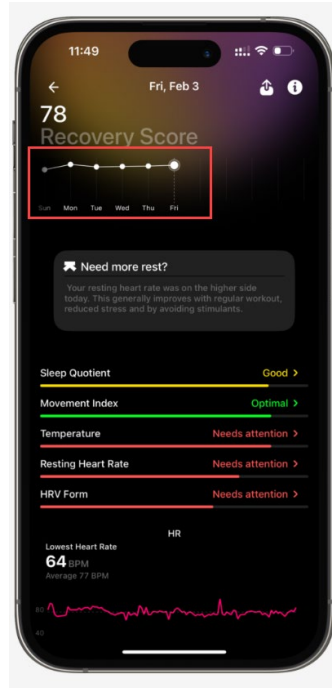 11:49
Fri, Feb 3
78
Recovery Score
Sun Mon Tue Wed Thu Fri
Need more rest?
Your resting heart rate was on the higher side
today. This generally improves with regular workout,
reduced stress and by avoiding stimulants.
Sleep Quotient Good >
Movement Index Optimal >
Temperature Needs attention >
Resting Heart Rate Needs attention >
HRV Form Needs attention >
HR
Lowest Heart Rate
64 BPM
Average 77 BPM
80
40